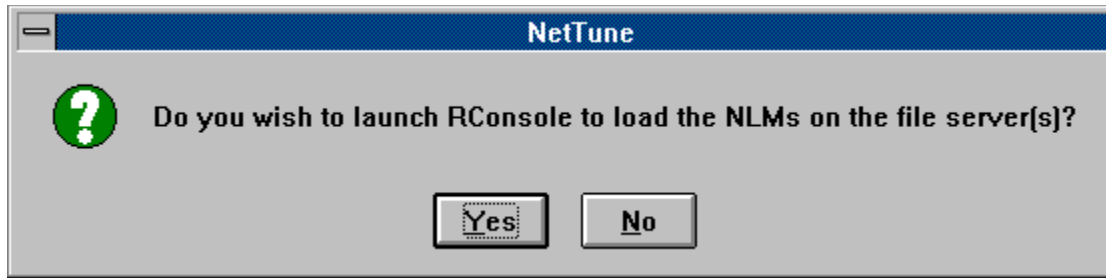 NetTune
Do you wish to launch RConsole to load the NLMs on the file server(s)?
Yes No